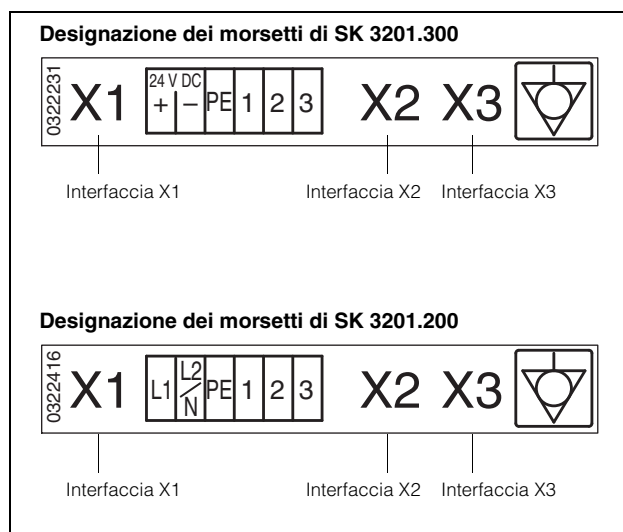 Designazione dei morsetti di SK 3201.300
0322231 X1 24 V DC + − PE 1 2 3 X2 X3
Interfaccia X1 Interfaccia X2 Interfaccia X3
Designazione dei morsetti di SK 3201.200
0322416 X1 L1 L2/N PE 1 2 3 X2 X3
Interfaccia X1 Interfaccia X2 Interfaccia X3